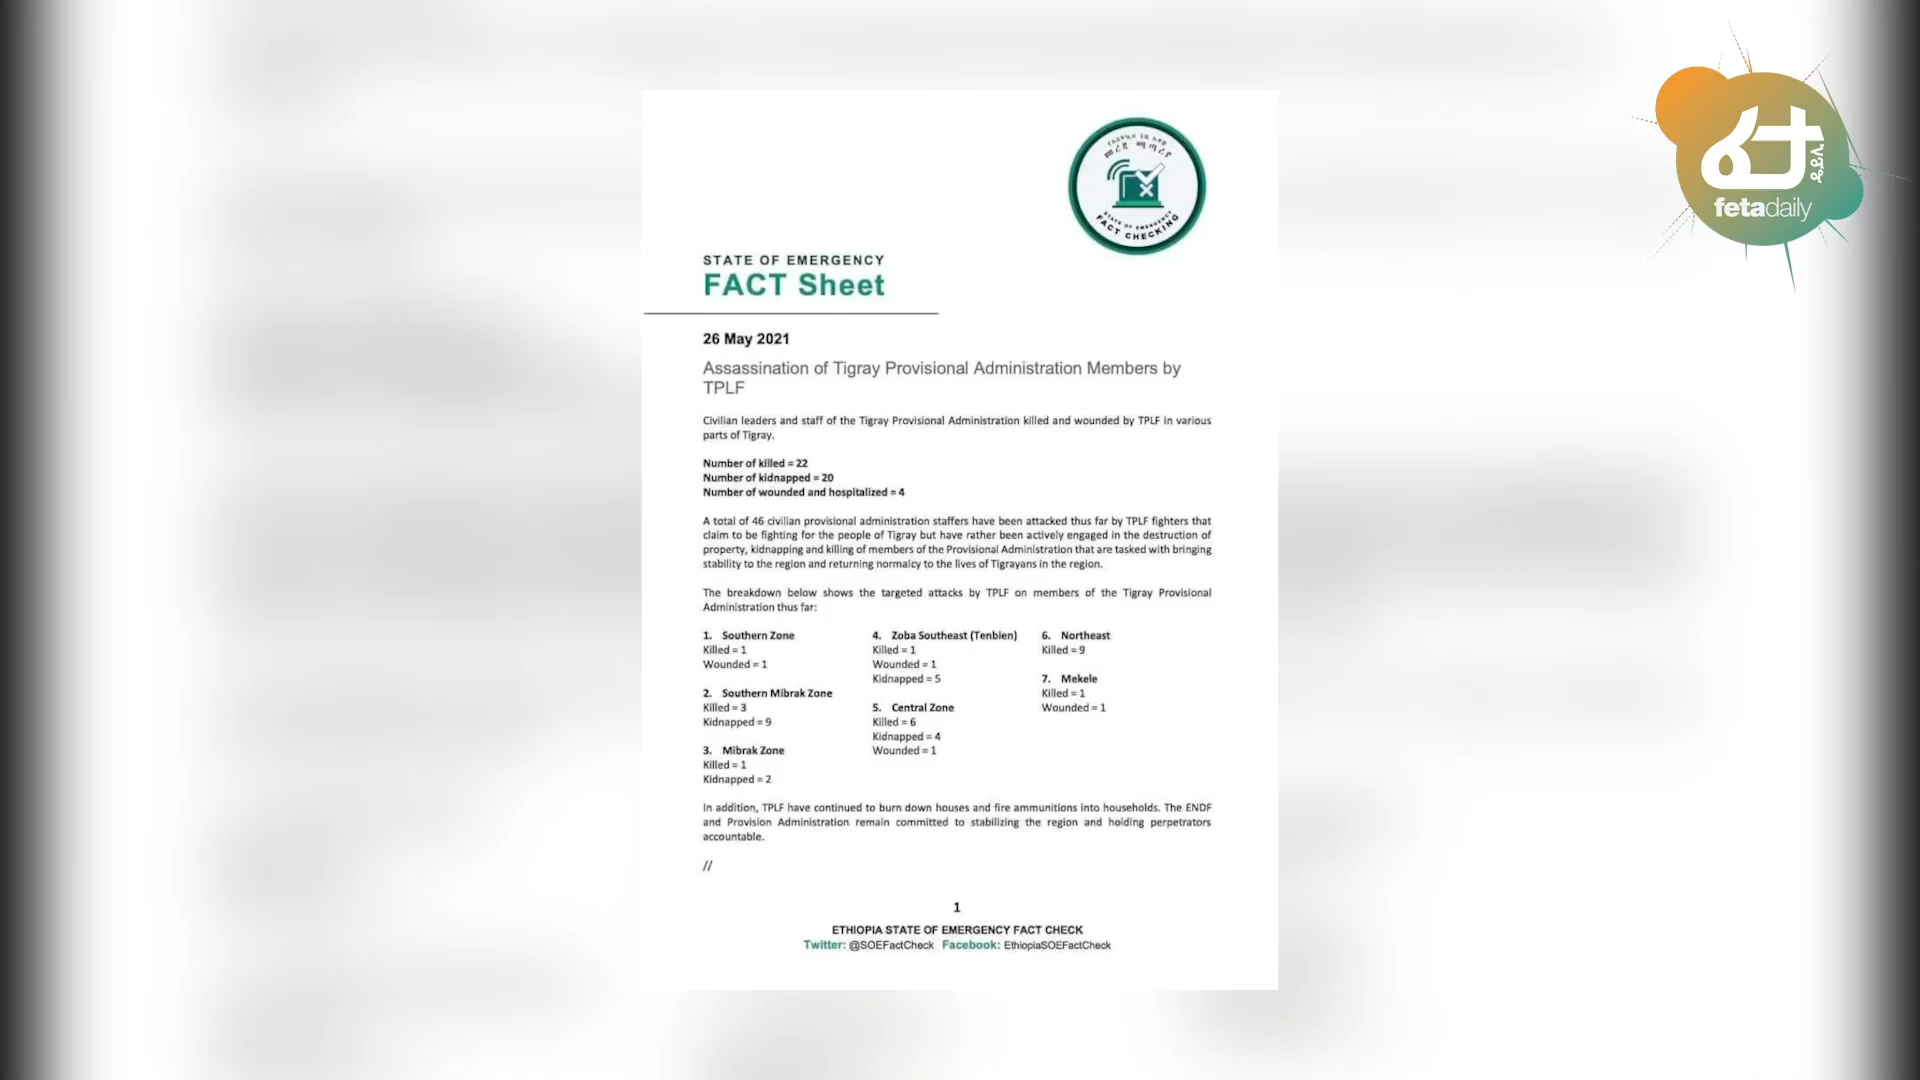 ፈታ
ዴይሊ
fetadaily
መረጃ ማጣሪያ
STATE OF EMERGENCY
FACT CHECKING
STATE OF EMERGENCY
FACT Sheet
26 May 2021
Assassination of Tigray Provisional Administration Members by
TPLF
Civilian leaders and staff of the Tigray Provisional Administration killed and wounded by TPLF in various
parts of Tigray.
Number of killed = 22
Number of kidnapped = 20
Number of wounded and hospitalized = 4
A total of 46 civilian provisional administration staffers have been attacked thus far by TPLF fighters that
claim to be fighting for the people of Tigray but have rather been actively engaged in the destruction of
property, kidnapping and killing of members of the Provisional Administration that are tasked with bringing
stability to the region and returning normalcy to the lives of Tigrayans in the region.
The breakdown below shows the targeted attacks by TPLF on members of the Tigray Provisional
Administration thus far:
1. Southern Zone
Killed = 1
Wounded = 1
2. Southern Mibrak Zone
Killed = 3
Kidnapped = 9
3. Mibrak Zone
Killed = 1
Kidnapped = 2
4. Zoba Southeast (Tenbien)
Killed = 1
Wounded = 1
Kidnapped = 5
5. Central Zone
Killed = 6
Kidnapped = 4
Wounded = 1
6. Northeast
Killed = 9
7. Mekele
Killed = 1
Wounded = 1
In addition, TPLF have continued to burn down houses and fire ammunitions into households. The ENDF
and Provision Administration remain committed to stabilizing the region and holding perpetrators
accountable.
//
1
ETHIOPIA STATE OF EMERGENCY FACT CHECK
Twitter: @SOEFactCheck Facebook: EthiopiaSOEFactCheck